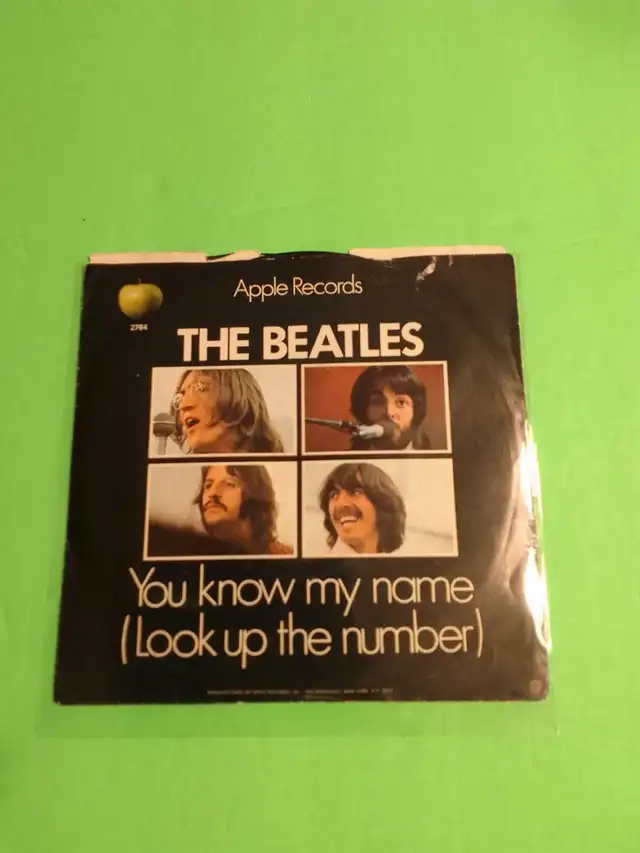 Apple Records
2764
THE BEATLES
You know my name
(Look up the number)